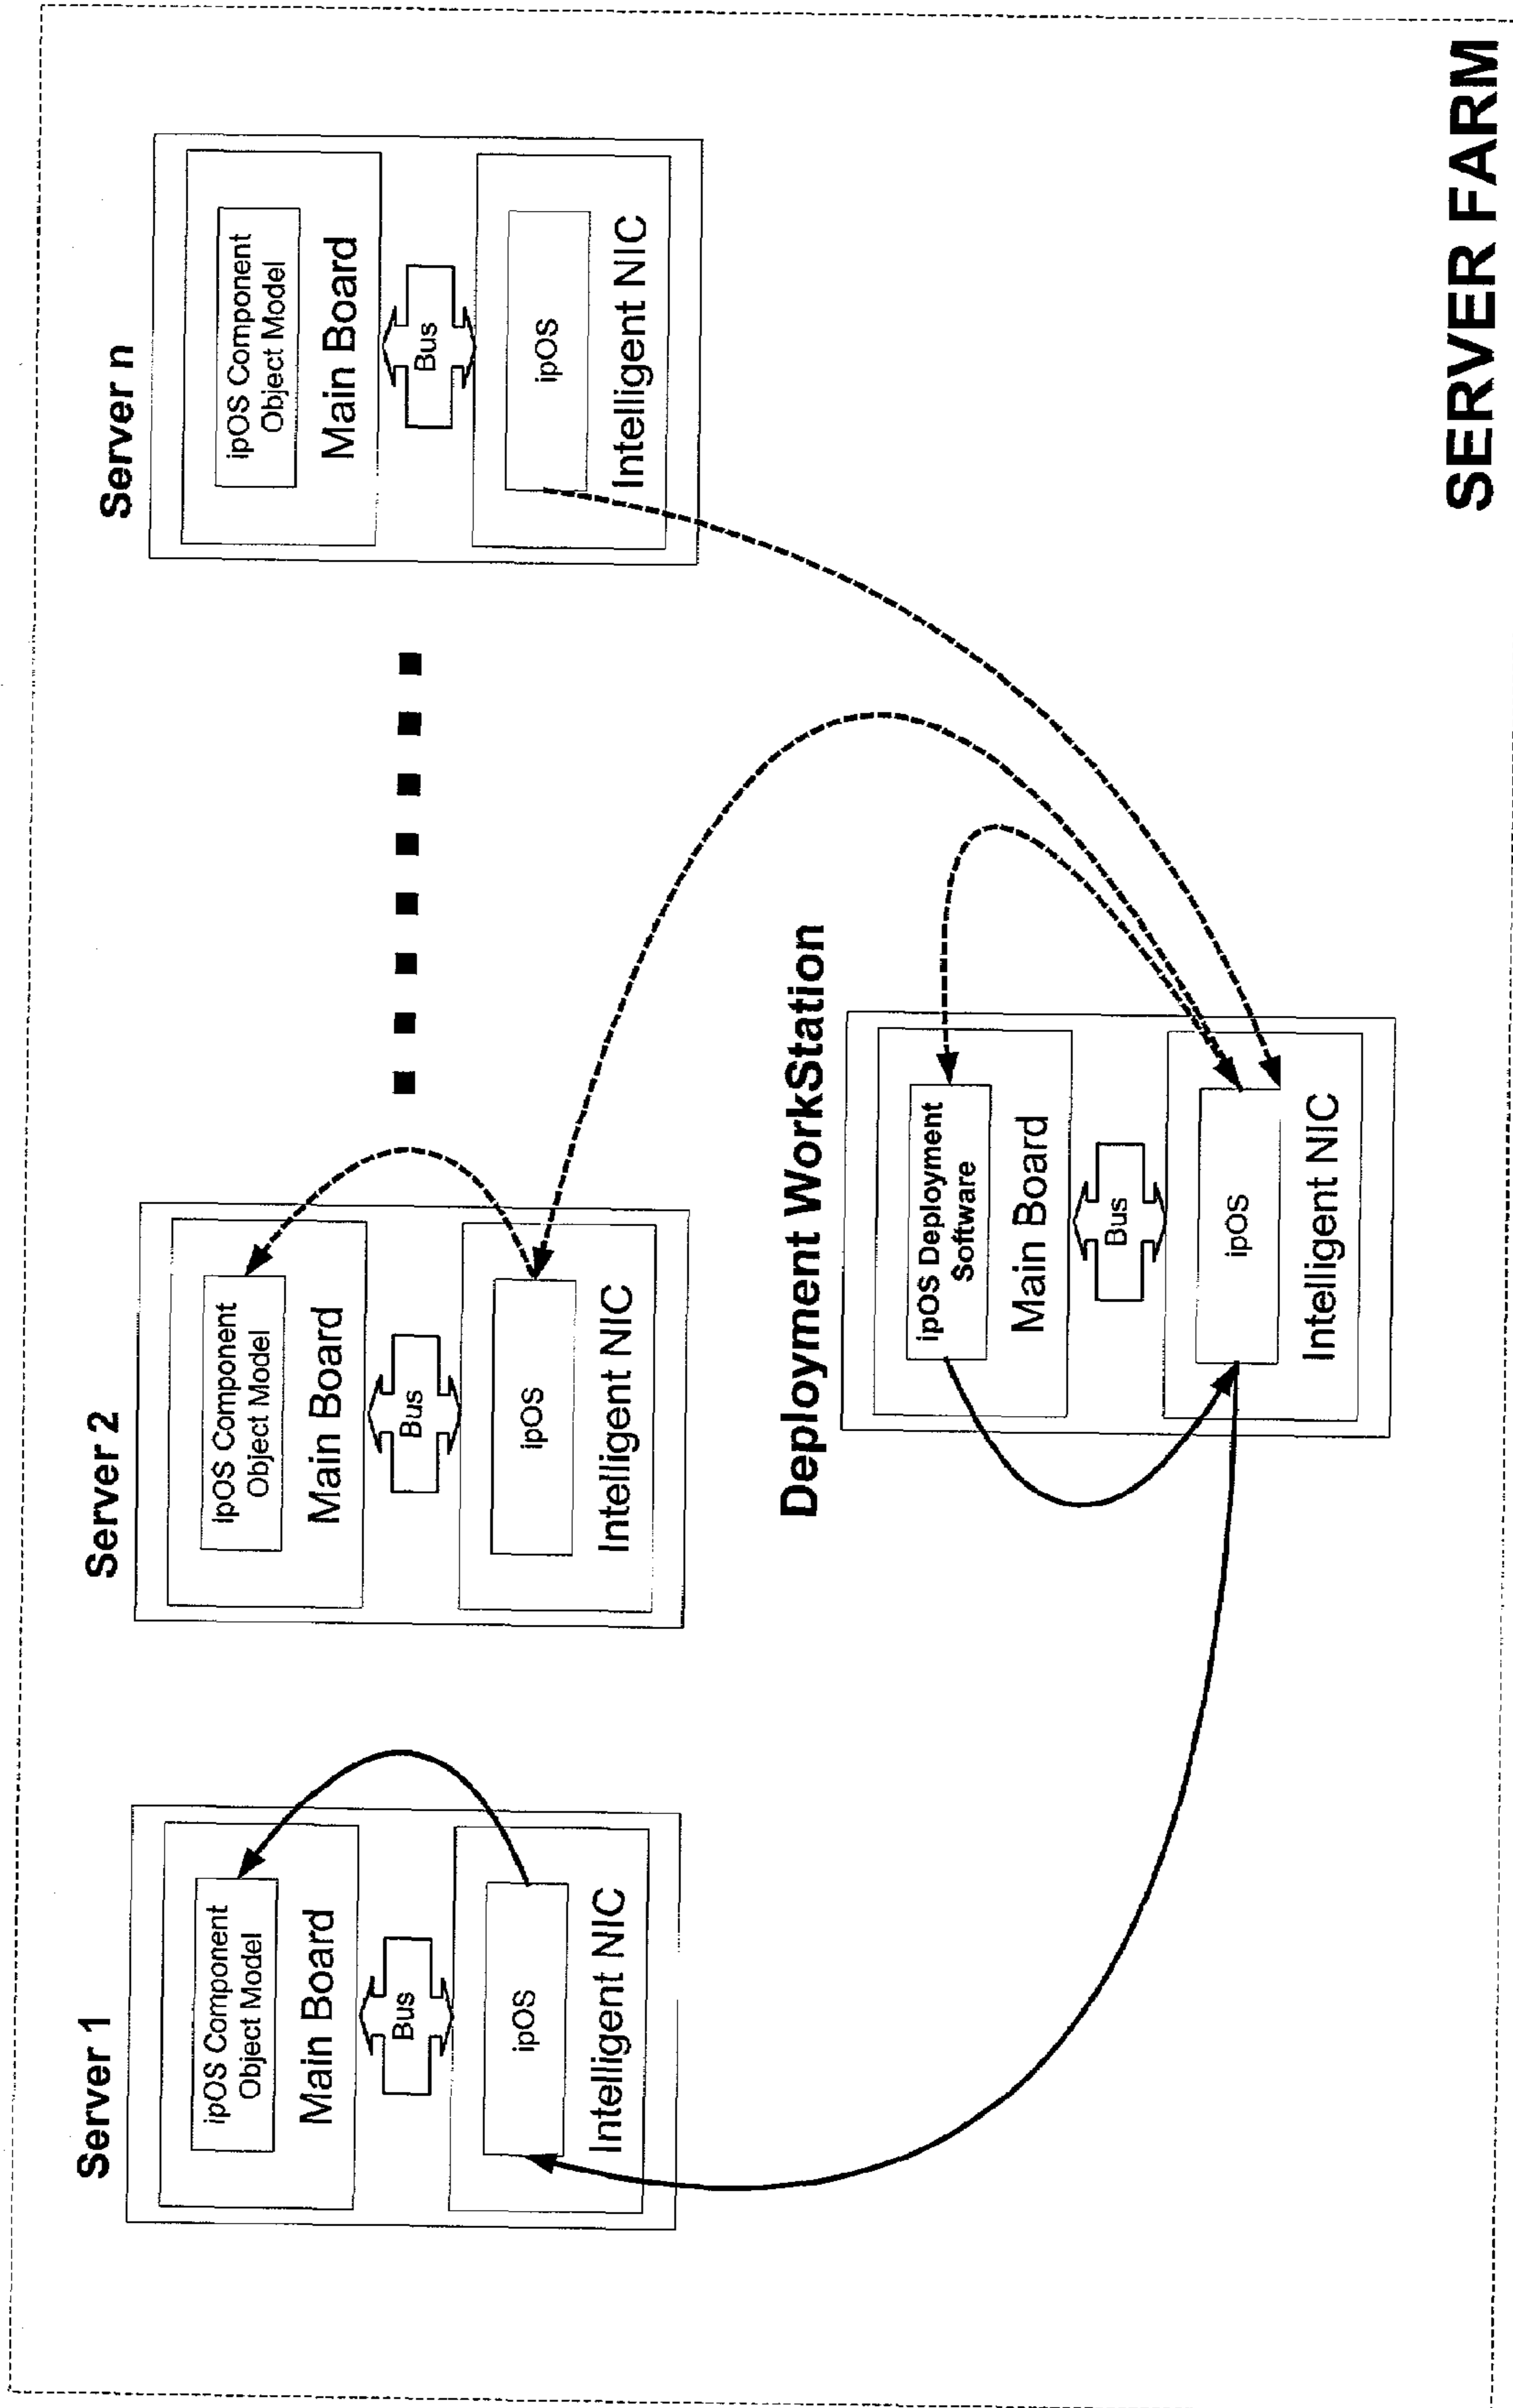 Server 1
ipOS Component
Object Model
Main Board
Bus
ipOS
Intelligent NIC
Server 2
ipOS Component
Object Model
Main Board
Bus
ipOS
Intelligent NIC
Server n
ipOS Component
Object Model
Main Board
Bus
ipOS
Intelligent NIC
Deployment WorkStation
ipOS Deployment
Software
Main Board
Bus
ipOS
Intelligent NIC
SERVER FARM